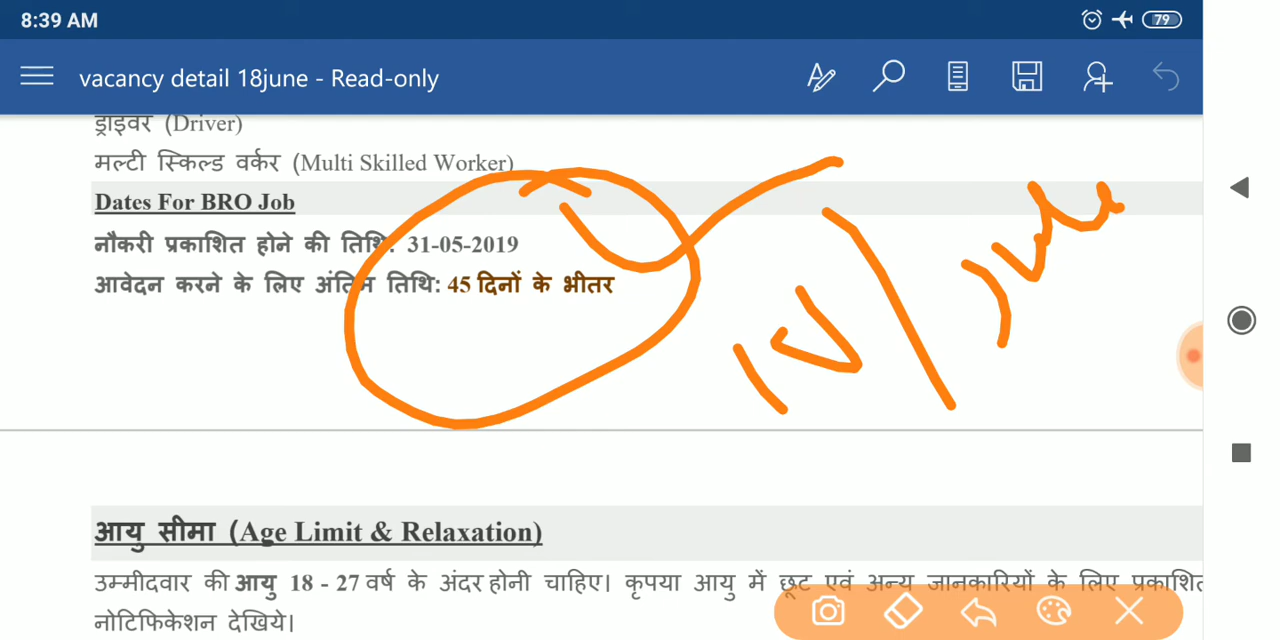 8:39 AM
79
vacancy detail 18june - Read-only
ड्राइवर (Driver)
मल्टी स्किल्ड वर्कर (Multi Skilled Worker)
Dates For BRO Job
नौकरी प्रकाशित होने की तिथि: 31-05-2019
आवेदन करने के लिए अंतिम तिथि: 45 दिनों के भीतर
आयु सीमा (Age Limit & Relaxation)
उम्मीदवार की आयु 18 - 27 वर्ष के अंदर होनी चाहिए। कृपया आयु में छूट एवं अन्य जानकारियों के लिए प्रकाशित
नोटिफिकेशन देखिये।